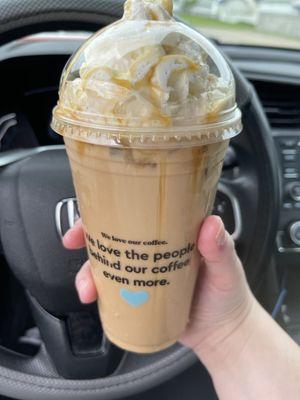 We love our coffee.
We love the people
behind our coffee
even more.